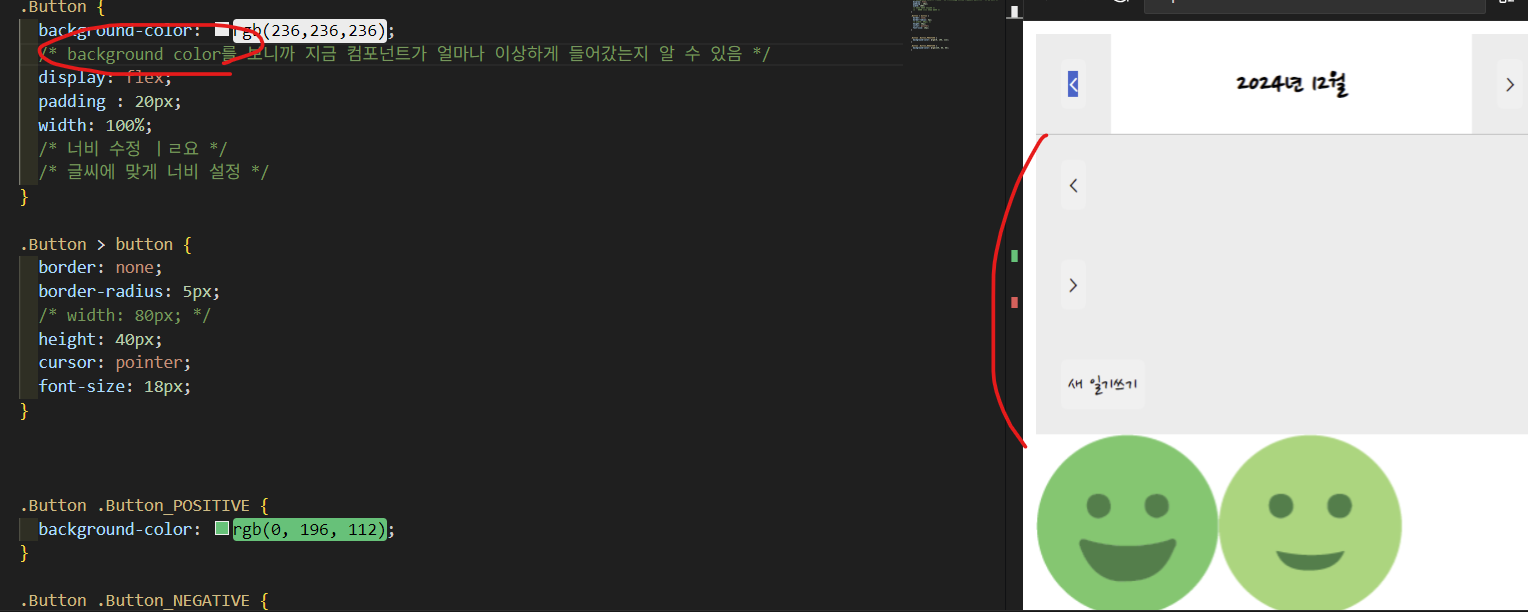 .Button {
background-color: rgb(236,236,236);
/* background color를 보니까 지금 컴포넌트가 얼마나 이상하게 들어갔는지 알 수 있음 */
display: flex;
padding : 20px;
width: 100%;
/* 너비 수정 ㅣㄹ요 */
/* 글씨에 맞게 너비 설정 */
}
.Button > button {
border: none;
border-radius: 5px;
/* width: 80px; */
height: 40px;
cursor: pointer;
font-size: 18px;
}
.Button .Button_POSITIVE {
background-color: rgb(0, 196, 112);
}
.Button .Button_NEGATIVE {
<
2024년 12월
>
<
>
새 일기쓰기